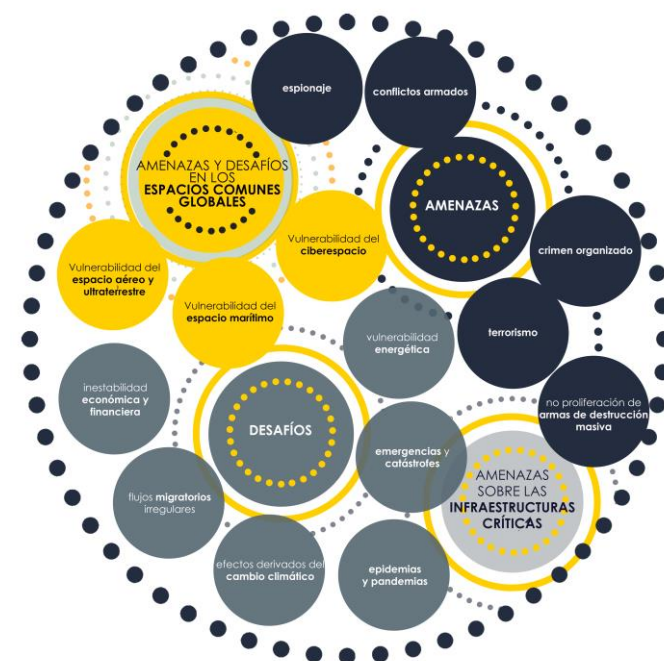 espionaje
conflictos armados
AMENAZAS Y DESAFÍOS
EN LOS
ESPACIOS COMUNES
GLOBALES
AMENAZAS
Vulnerabilidad del
ciberespacio
crimen organizado
Vulnerabilidad del
espacio aéreo y
ultraterrestre
Vulnerabilidad del
espacio marítimo
vulnerabilidad
energética
terrorismo
inestabilidad
económica y
financiera
no proliferación de
armas de destrucción
masiva
DESAFÍOS
emergencias y
catástrofes
AMENAZAS
SOBRE LAS
INFRAESTRUCTURAS
CRÍTICAS
flujos migratorios
irregulares
efectos derivados del
cambio climático
epidemias
y pandemias